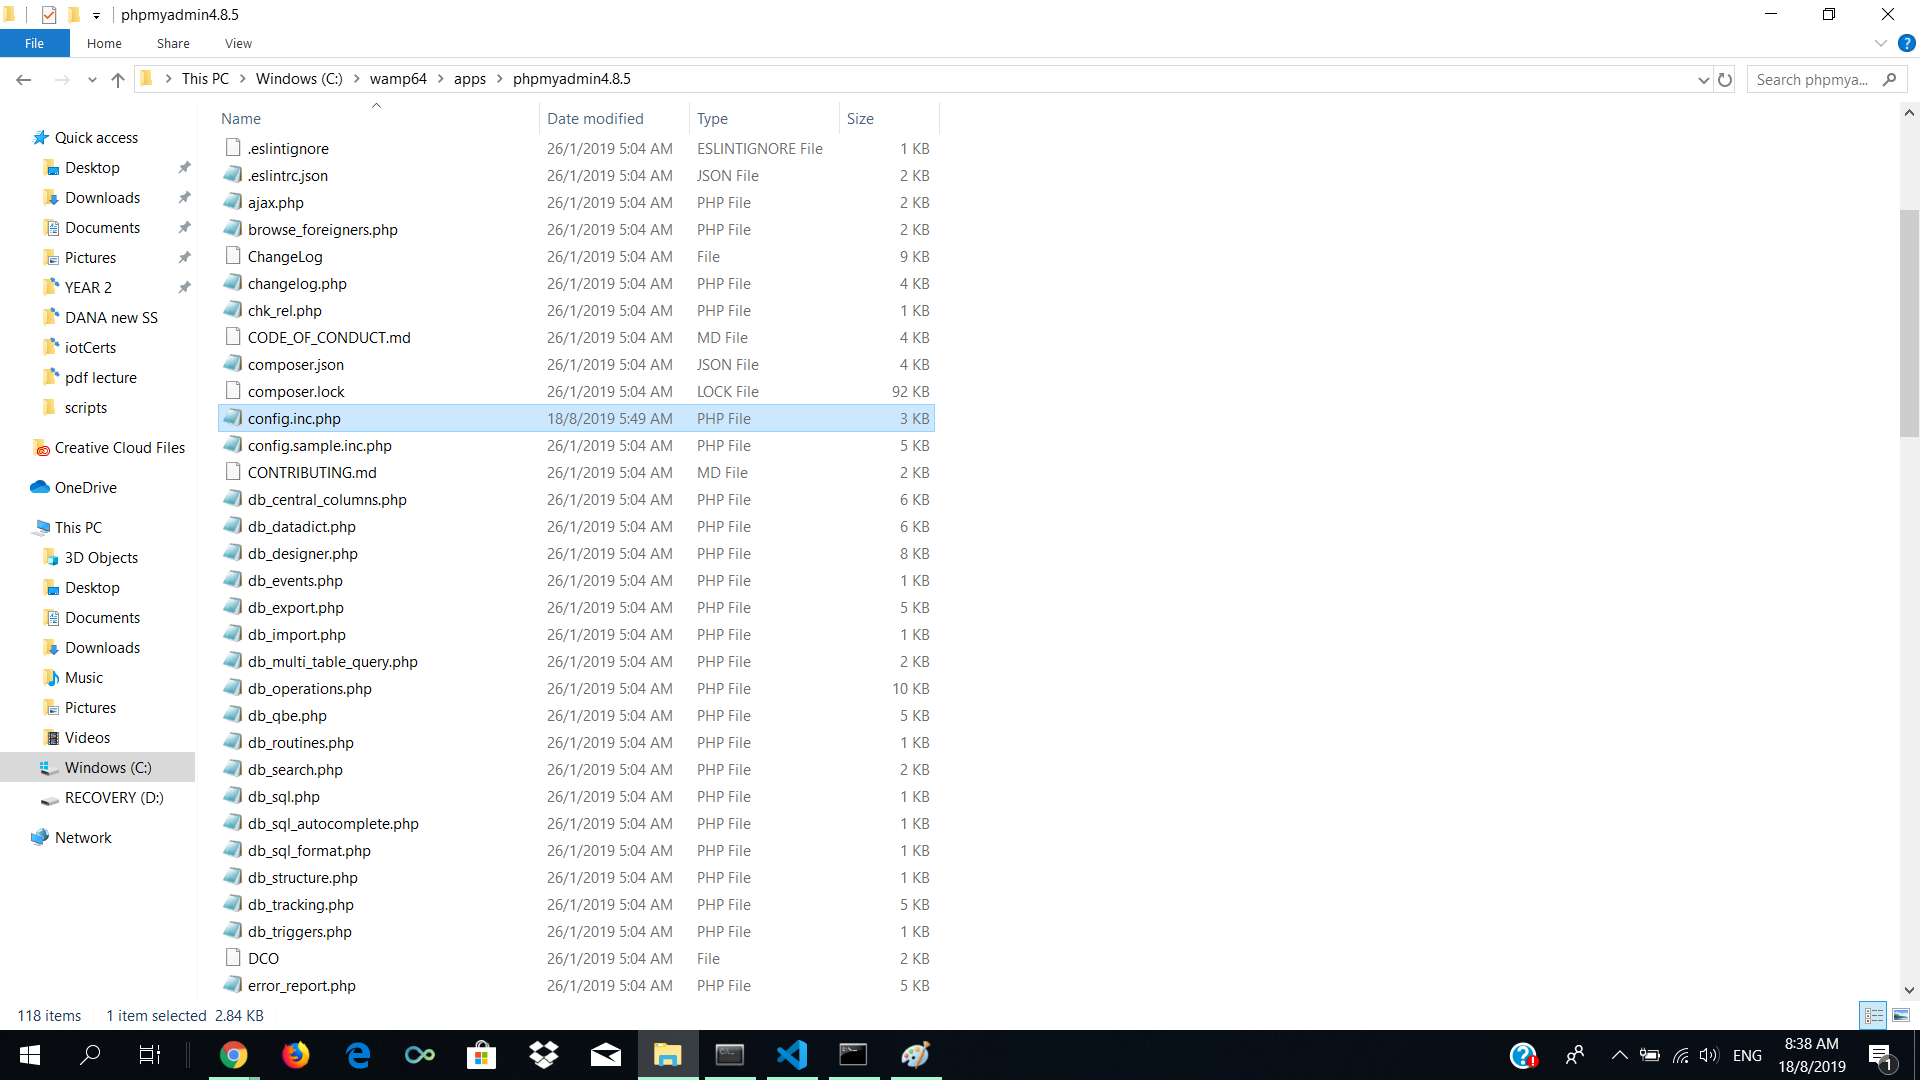 phpmyadmin4.8.5
File Home Share View
This PC Windows (C:) wamp64 apps phpmyadmin4.8.5 Search phpmya...
Name Date modified Type Size
.eslintignore 26/1/2019 5:04 AM ESLINTIGNORE File 1 KB
.eslintrc.json 26/1/2019 5:04 AM JSON File 2 KB
ajax.php 26/1/2019 5:04 AM PHP File 2 KB
browse_foreigners.php 26/1/2019 5:04 AM PHP File 2 KB
ChangeLog 26/1/2019 5:04 AM File 9 KB
changelog.php 26/1/2019 5:04 AM PHP File 4 KB
chk_rel.php 26/1/2019 5:04 AM PHP File 1 KB
CODE_OF_CONDUCT.md 26/1/2019 5:04 AM MD File 4 KB
composer.json 26/1/2019 5:04 AM JSON File 4 KB
composer.lock 26/1/2019 5:04 AM LOCK File 92 KB
config.inc.php 18/8/2019 5:49 AM PHP File 3 KB
config.sample.inc.php 26/1/2019 5:04 AM PHP File 5 KB
CONTRIBUTING.md 26/1/2019 5:04 AM MD File 2 KB
db_central_columns.php 26/1/2019 5:04 AM PHP File 6 KB
db_datadict.php 26/1/2019 5:04 AM PHP File 6 KB
db_designer.php 26/1/2019 5:04 AM PHP File 8 KB
db_events.php 26/1/2019 5:04 AM PHP File 1 KB
db_export.php 26/1/2019 5:04 AM PHP File 5 KB
db_import.php 26/1/2019 5:04 AM PHP File 1 KB
db_multi_table_query.php 26/1/2019 5:04 AM PHP File 2 KB
db_operations.php 26/1/2019 5:04 AM PHP File 10 KB
db_qbe.php 26/1/2019 5:04 AM PHP File 5 KB
db_routines.php 26/1/2019 5:04 AM PHP File 1 KB
db_search.php 26/1/2019 5:04 AM PHP File 2 KB
db_sql.php 26/1/2019 5:04 AM PHP File 1 KB
db_sql_autocomplete.php 26/1/2019 5:04 AM PHP File 1 KB
db_sql_format.php 26/1/2019 5:04 AM PHP File 1 KB
db_structure.php 26/1/2019 5:04 AM PHP File 1 KB
db_tracking.php 26/1/2019 5:04 AM PHP File 5 KB
db_triggers.php 26/1/2019 5:04 AM PHP File 1 KB
DCO 26/1/2019 5:04 AM File 2 KB
error_report.php 26/1/2019 5:04 AM PHP File 5 KB
Quick access
Desktop
Downloads
Documents
Pictures
YEAR 2
DANA new SS
iotCerts
pdf lecture
scripts
Creative Cloud Files
OneDrive
This PC
3D Objects
Desktop
Documents
Downloads
Music
Pictures
Videos
Windows (C:)
RECOVERY (D:)
Network
118 items 1 item selected 2.84 KB
ENG
8:38 AM
18/8/2019
1